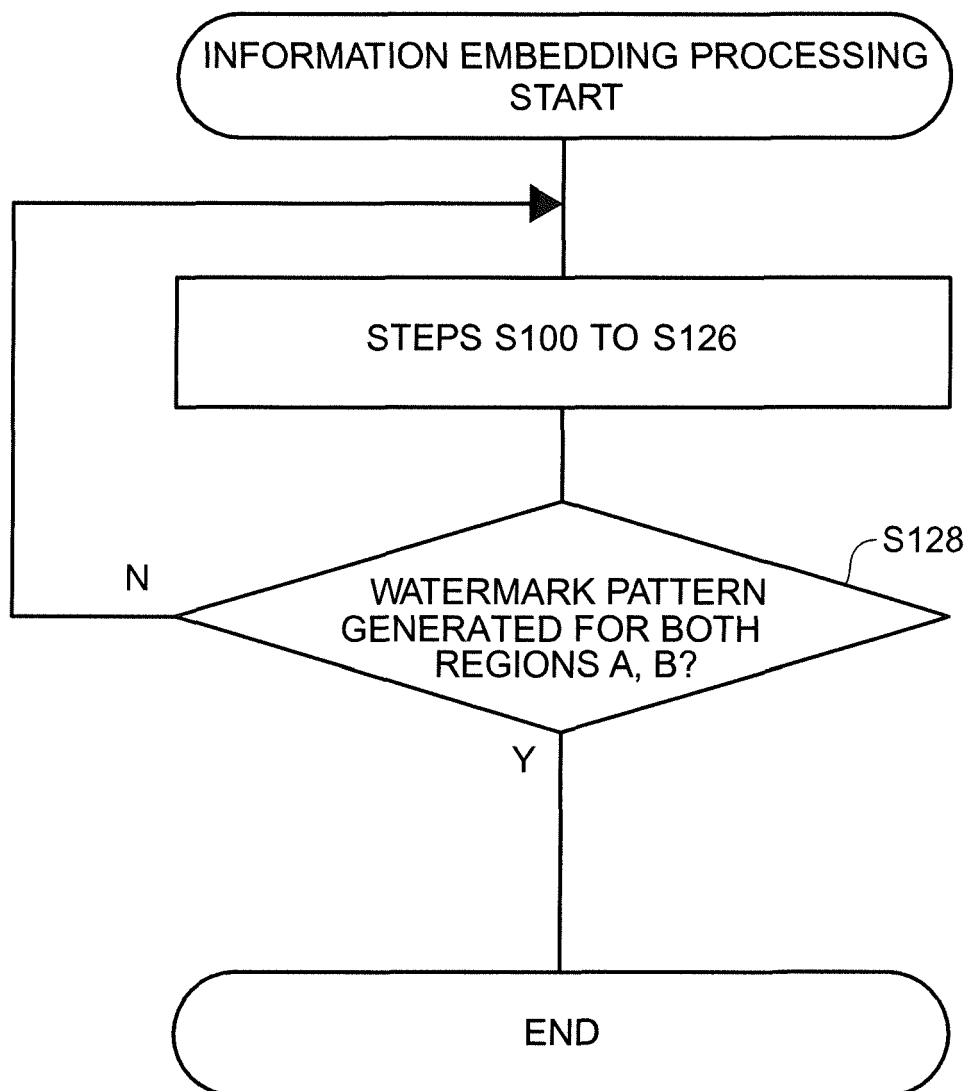 INFORMATION EMBEDDING PROCESSING
START
STEPS S100 TO S126
S128
N
WATERMARK PATTERN
GENERATED FOR BOTH
REGIONS A, B?
Y
END